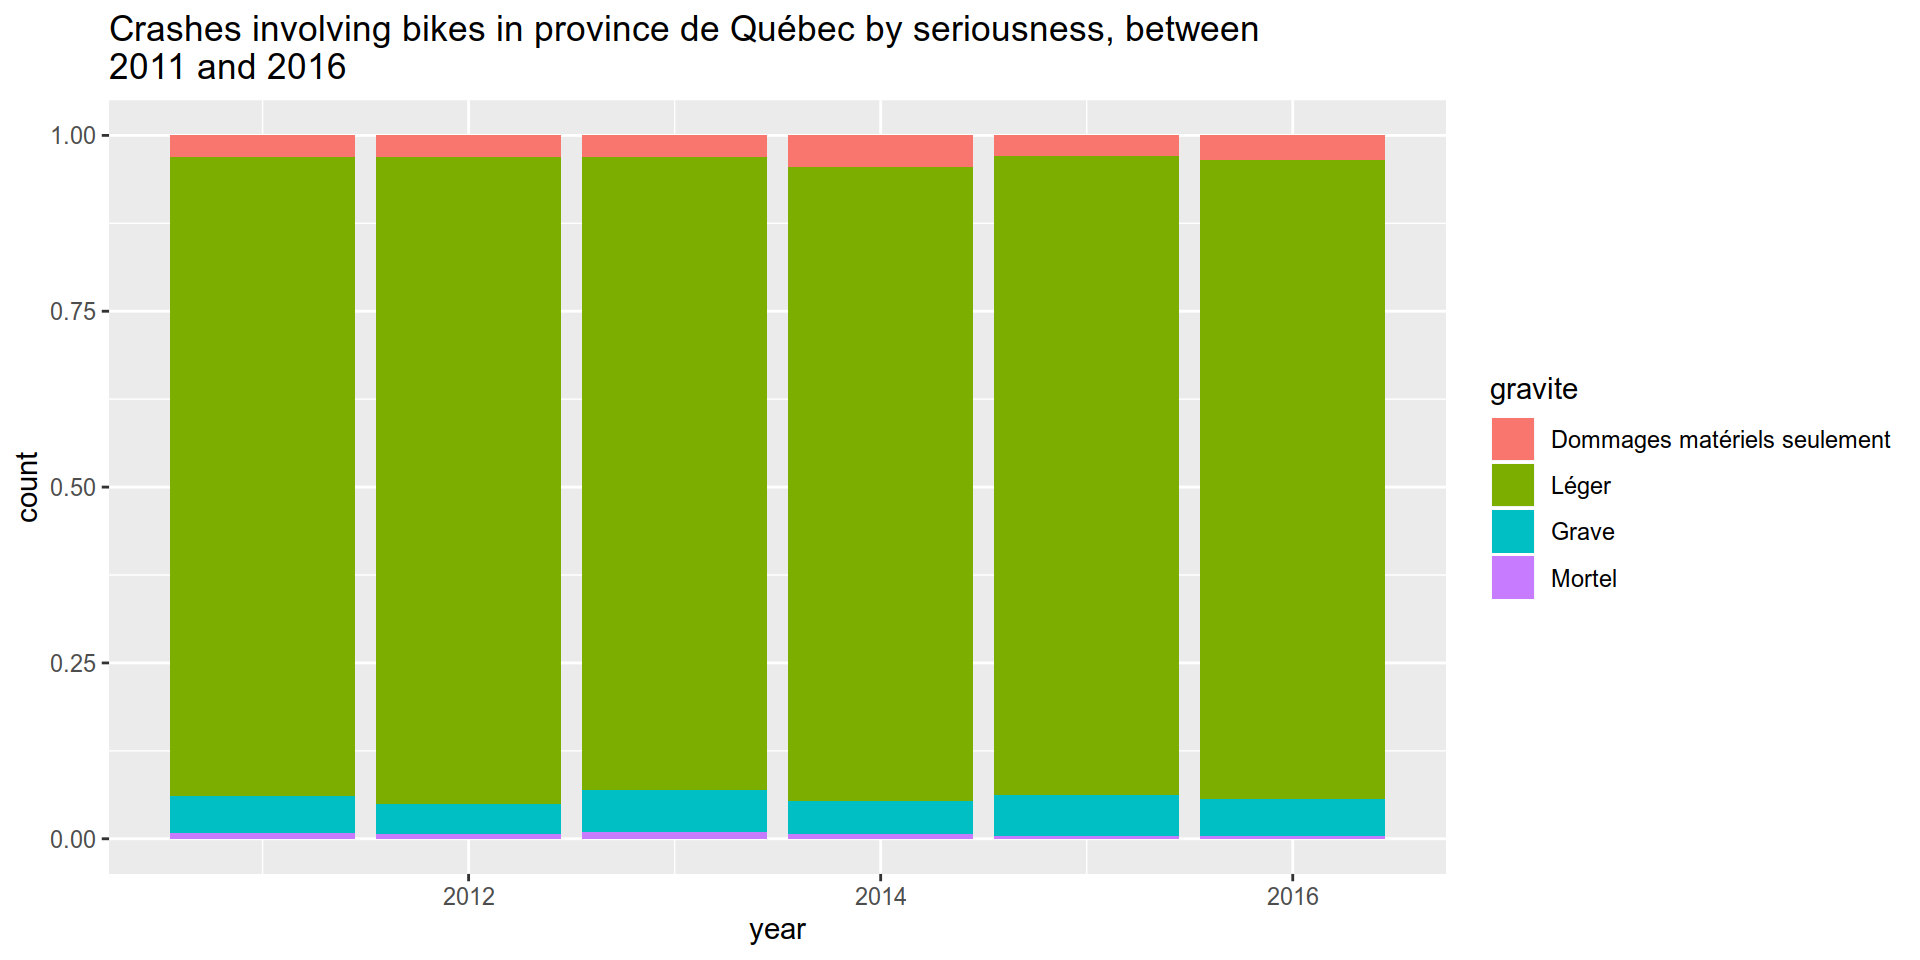 Crashes involving bikes in province de Québec by seriousness, between
2011 and 2016
1.00
0.75
0.50
0.25
0.00
count
2012
2014
2016
year
gravite
Dommages matériels seulement
Léger
Grave
Mortel